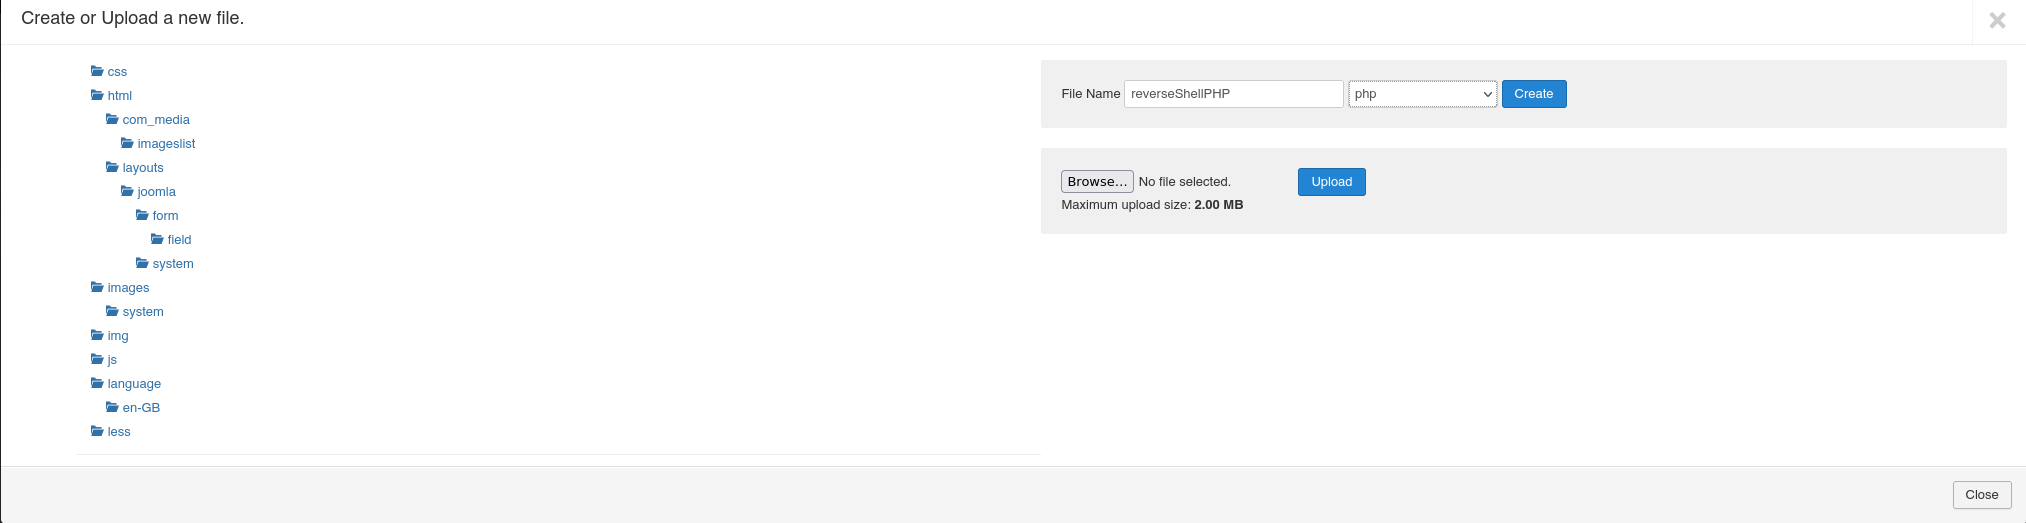 Create or Upload a new file.
css
html
com_media
imageslist
layouts
joomla
form
field
system
images
system
img
js
language
en-GB
less
File Name reverseShellPHP php Create
Browse... No file selected. Upload
Maximum upload size: 2.00 MB
Close